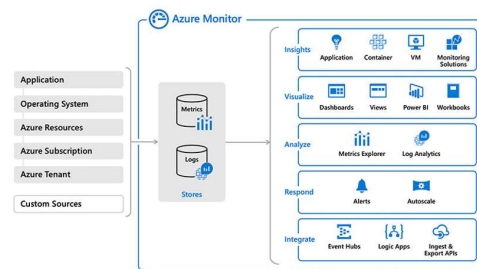 Azure Monitor
Application
Operating System
Azure Resources
Azure Subscription
Azure Tenant
Custom Sources
Metrics
Logs
Stores
Insights
Application
Container
VM
Monitoring
Solutions
Visualize
Dashboards
Views
Power BI
Workbooks
Analyze
Metrics Explorer
Log Analytics
Respond
Alerts
Autoscale
Integrate
Event Hubs
Logic Apps
Ingest &
Export APIs